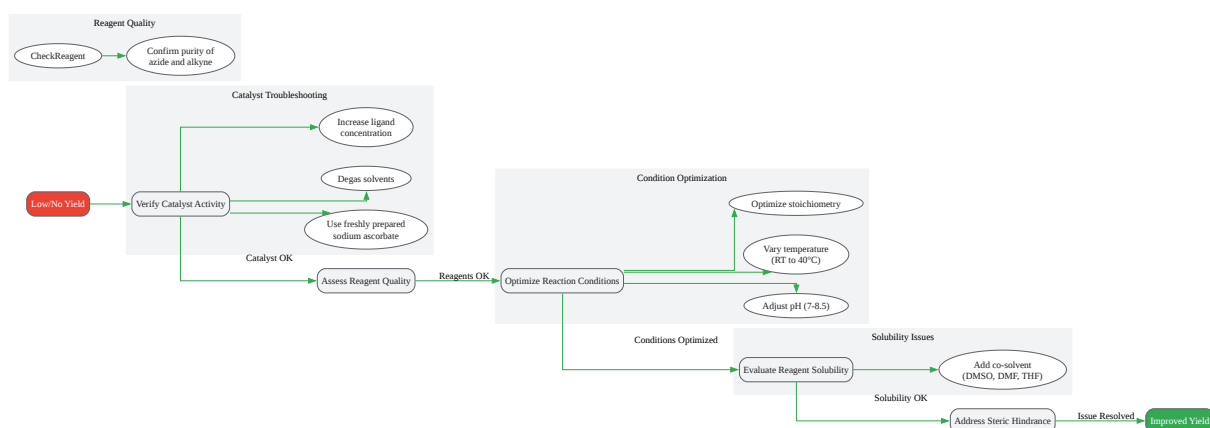 Reagent Quality
CheckReagent
Confirm purity of
azide and alkyne
Catalyst Troubleshooting
Increase ligand
concentration
Degas solvents
Low/No Yield
Verify Catalyst Activity
Use freshly prepared
sodium ascorbate
Catalyst OK
Assess Reagent Quality
Reagents OK
Condition Optimization
Optimize stoichiometry
Vary temperature
(RT to 40°C)
Optimize Reaction Conditions
Adjust pH (7-8.5)
Conditions Optimized
Solubility Issues
Evaluate Reagent Solubility
Add co-solvent
(DMSO, DMF, THF)
Solubility OK
Address Steric Hindrance
Issue Resolved
Improved Yield